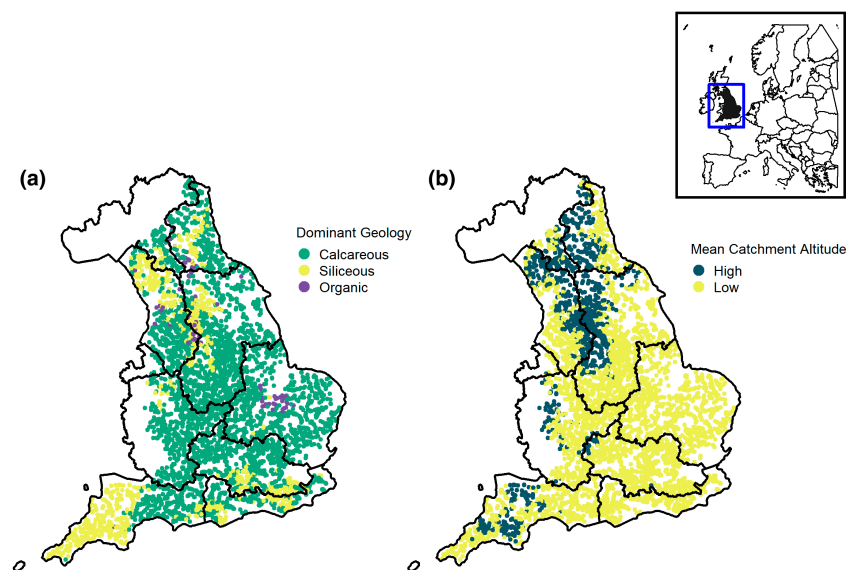 (a)
Dominant Geology
Calcareous
Siliceous
Organic
(b)
Mean Catchment Altitude
High
Low